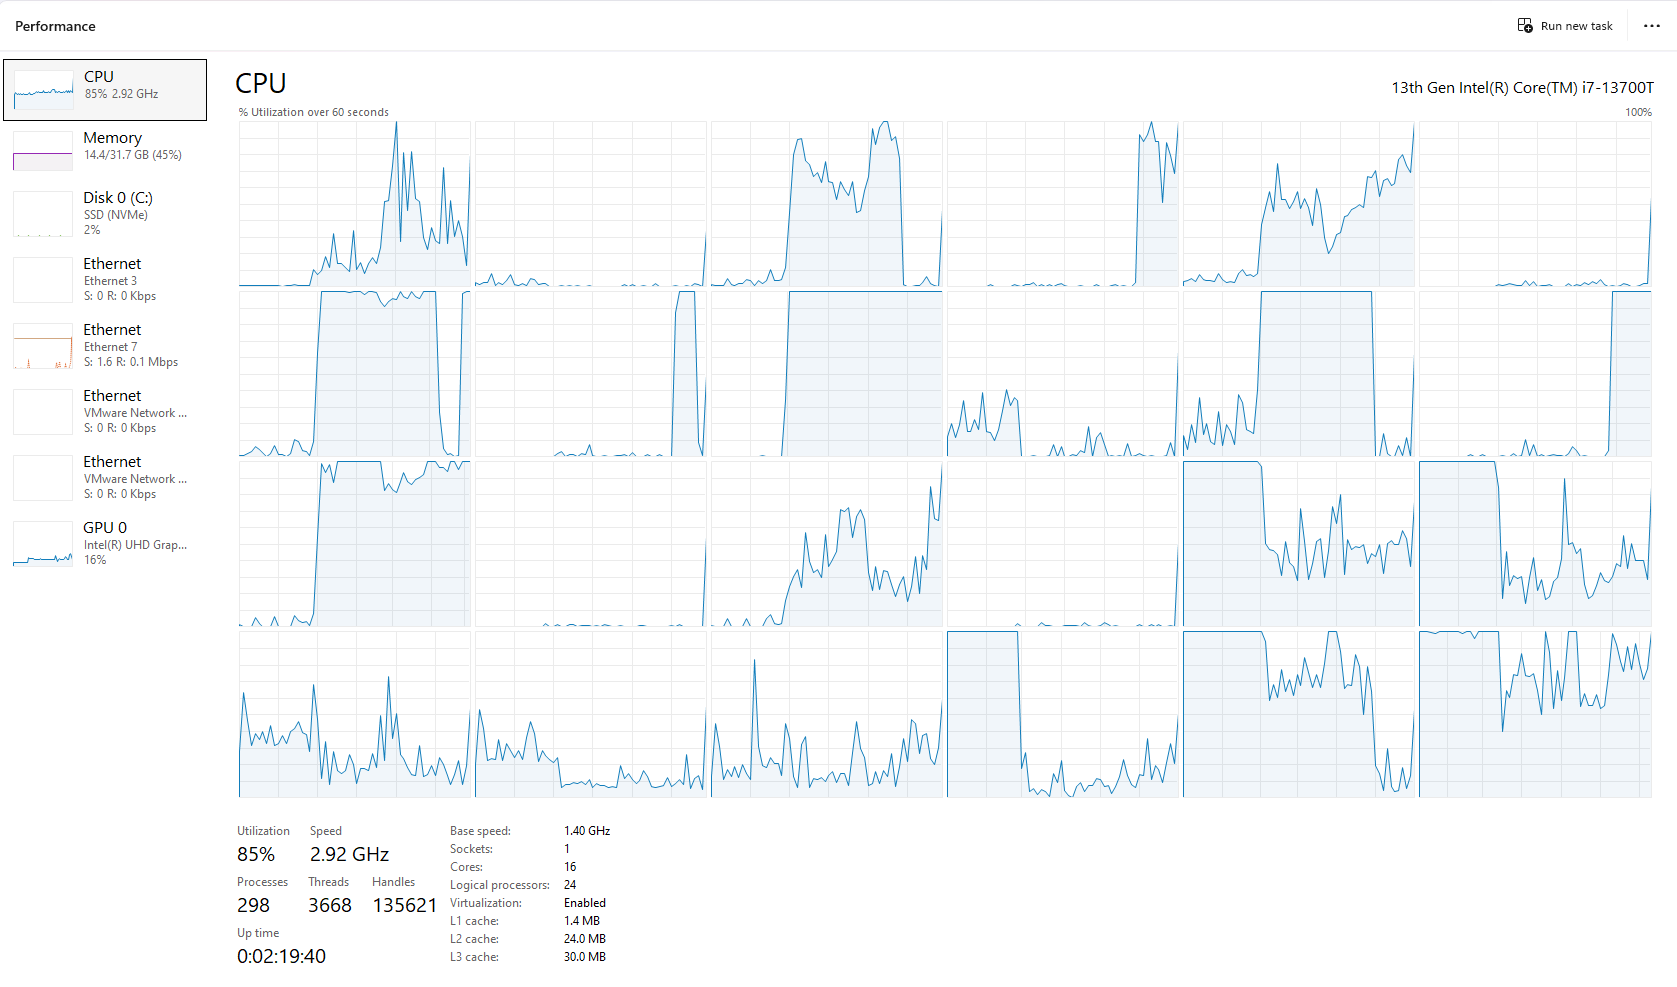 Performance
Run new task
CPU
85% 2.92 GHz
Memory
14.4/31.7 GB (45%)
Disk 0 (C:)
SSD (NVMe)
2%
Ethernet
Ethernet 3
S: 0 R: 0 Kbps
Ethernet
Ethernet 7
S: 1.6 R: 0.1 Mbps
Ethernet
VMware Network ...
S: 0 R: 0 Kbps
Ethernet
VMware Network ...
S: 0 R: 0 Kbps
GPU 0
Intel(R) UHD Grap...
16%
CPU
13th Gen Intel(R) Core(TM) i7-13700T
% Utilization over 60 seconds
100%
Utilization Speed
85% 2.92 GHz
Processes Threads Handles
298 3668 135621
Up time
0:02:19:40
Base speed: 1.40 GHz
Sockets: 1
Cores: 16
Logical processors: 24
Virtualization: Enabled
L1 cache: 1.4 MB
L2 cache: 24.0 MB
L3 cache: 30.0 MB